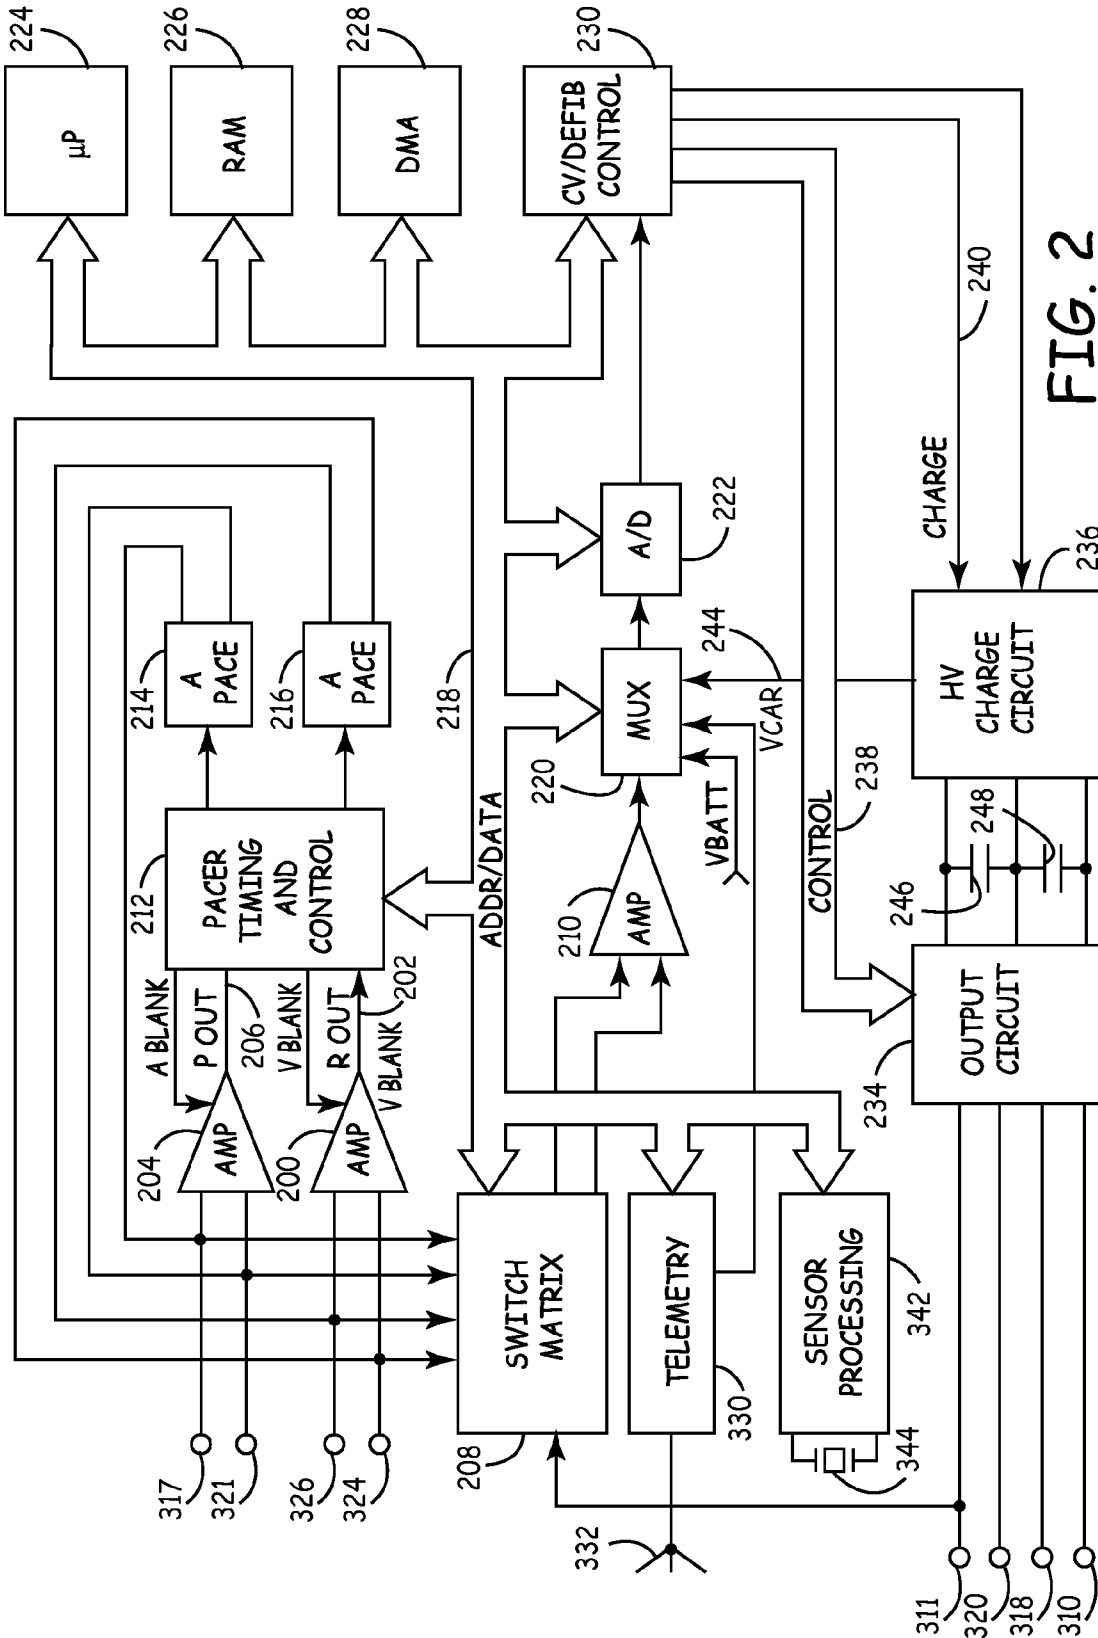 224
µP
226
RAM
228
DMA
230
CV/DEFIB
CONTROL
214
A
PACE
216
A
PACE
218
212
PACER
TIMING
AND
CONTROL
A BLANK
P OUT
206
V BLANK
R OUT
202
V BLANK
204
AMP
200
AMP
317
321
326
324
ADDR/DATA
A/D
222
MUX
220
210
AMP
VBATT
VCAR
244
208
SWITCH
MATRIX
TELEMETRY
330
332
SENSOR
PROCESSING
342
344
CONTROL
238
CHARGE
240
HV
CHARGE
CIRCUIT
236
246
248
OUTPUT
CIRCUIT
234
311
320
318
310
FIG. 2